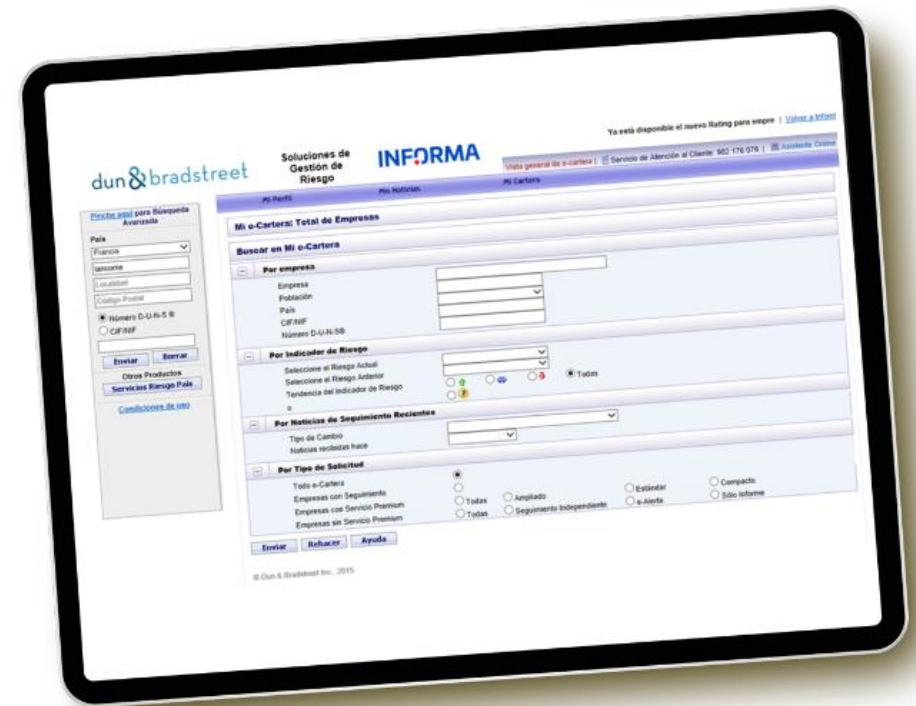 dun & bradstreet
Soluciones de
Gestión de
Riesgo
INFORMA
Ya está disponible el nuevo Rating para empre | Volver a Inform
Vista general de e-cartera | Servicio de Atención al Cliente: 902 176 076 | Asistente Online
Mi Perfil
Mis Noticias
Mi Cartera
Pinche aquí para Búsqueda
Avanzada
País
Francia
lancome
Localidad
Código Postal
Número D-U-N-S ®
CIF/NIF
Enviar Borrar
Otros Productos
Servicios Riesgo País
Condiciones de uso
Mi e-Cartera: Total de Empresas
Buscar en Mi e-Cartera
Por empresa
Empresa
Población
País
CIF/NIF
Número D-U-N-S®
Por Indicador de Riesgo
Seleccione el Riesgo Actual
Seleccione el Riesgo Anterior
Tendencia del Indicador de Riesgo
Todas
o
Por Noticias de Seguimiento Recientes
Tipo de Cambio
Noticias recibidas hace
Por Tipo de Solicitud
Todo e-Cartera
Empresas con Seguimiento
Empresas con Servicio Premium Todas Ampliado Estándar Compacto
Empresas sin Servicio Premium Todas Seguimiento Independiente e-Alerta Sólo Informe
Enviar Rehacer Ayuda
© Dun & Bradstreet Inc., 2015